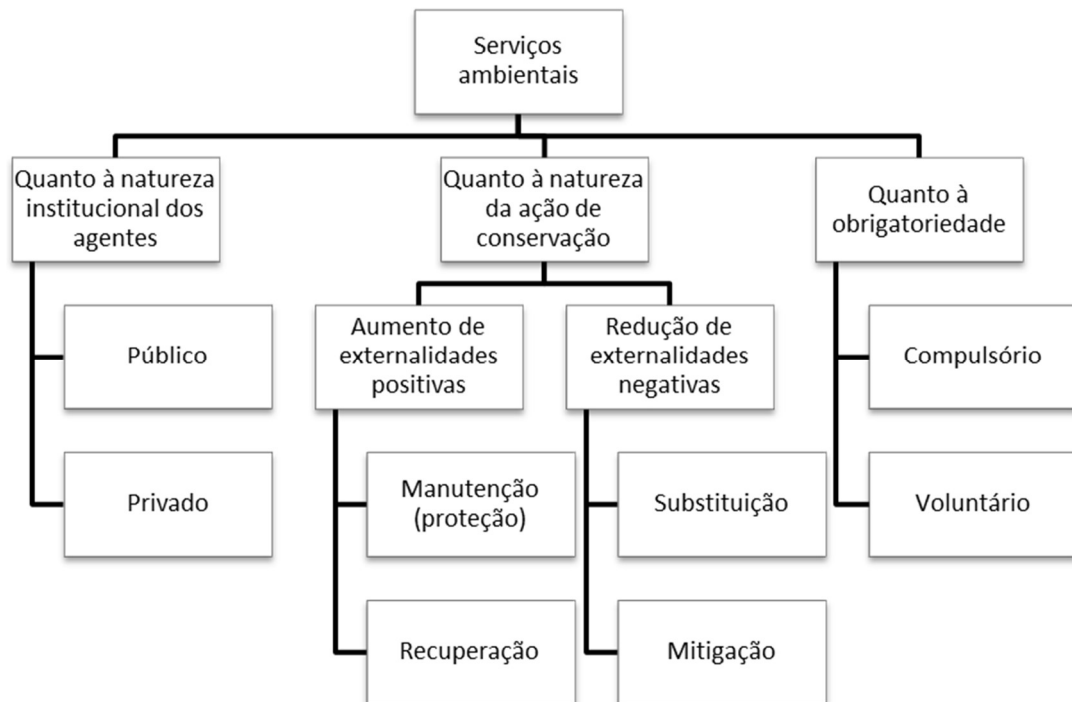 Serviços
ambientais
Quanto à natureza
institucional dos
agentes
Público
Privado
Quanto à natureza
da ação de
conservação
Aumento de
externalidades
positivas
Manutenção
(proteção)
Recuperação
Redução de
externalidades
negativas
Substituição
Mitigação
Quanto à
obrigatoriedade
Compulsório
Voluntário